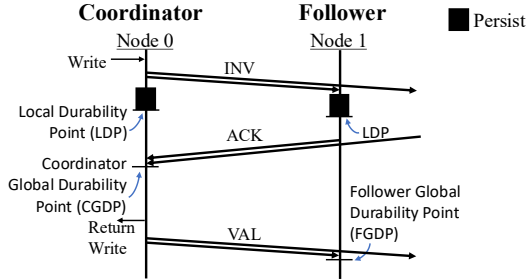 Coordinator
Follower
Persist
Node 0
Node 1
Write
INV
Local Durability
Point (LDP)
LDP
ACK
Coordinator
Global Durability
Point (CGDP)
Follower Global
Durability Point
(FGDP)
Return
Write
VAL